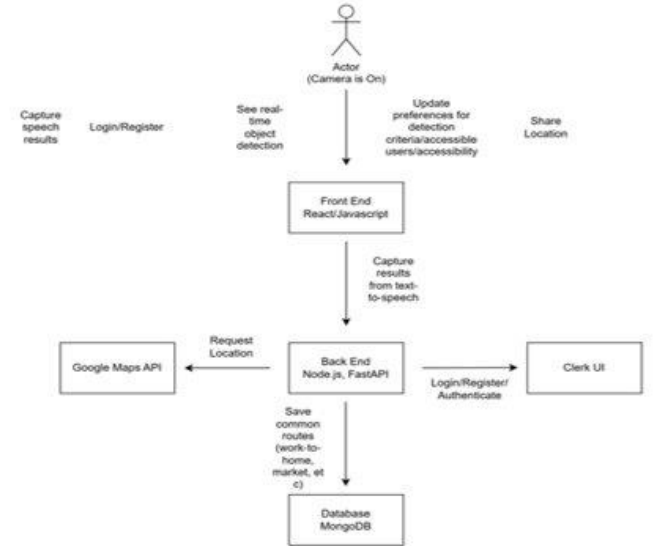 Actor
(Camera is On)
Capture
speech
results
Login/Register
See real-
time
object
detection
Update
preferences for
detection
criteria/accessible
users/accessibility
Share
Location
Front End
React/Javascript
Capture
results
from text-
to-speech
Google Maps API
Request
Location
Back End
Node.js, FastAPI
Login/Register/
Authenticate
Clerk UI
Save
common
routes
(work-to-
home,
market, et
c)
Database
MongoDB